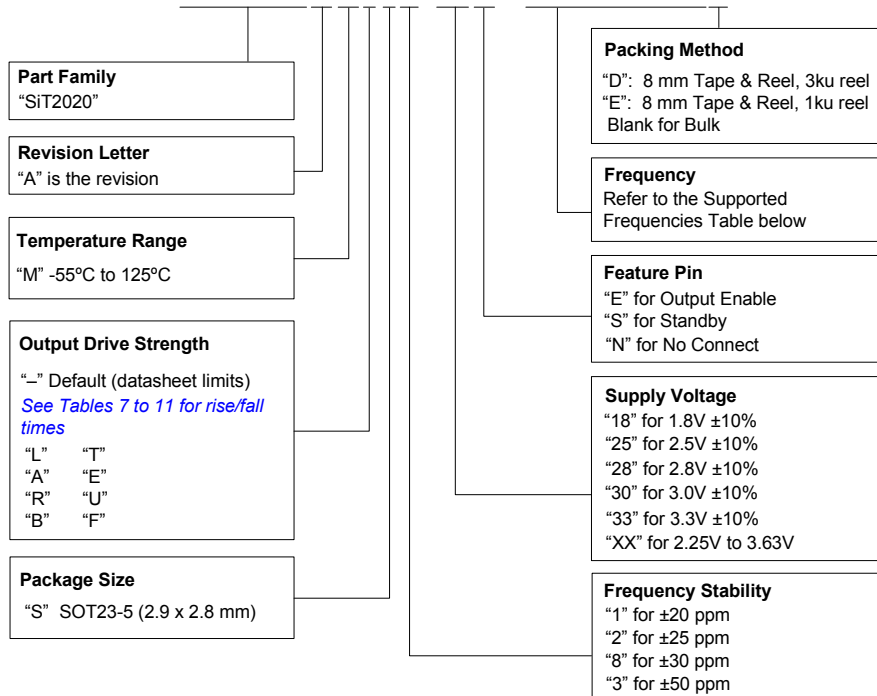 Part Family
“SiT2020”
Revision Letter
“A” is the revision
Temperature Range
“M” -55ºC to 125ºC
Output Drive Strength
“–” Default (datasheet limits)
See Tables 7 to 11 for rise/fall
times
“L” “T”
“A” “E”
“R” “U”
“B” “F”
Package Size
“S” SOT23-5 (2.9 x 2.8 mm)
Packing Method
“D”: 8 mm Tape & Reel, 3ku reel
“E”: 8 mm Tape & Reel, 1ku reel
Blank for Bulk
Frequency
Refer to the Supported
Frequencies Table below
Feature Pin
“E” for Output Enable
“S” for Standby
“N” for No Connect
Supply Voltage
“18” for 1.8V ±10%
“25” for 2.5V ±10%
“28” for 2.8V ±10%
“30” for 3.0V ±10%
“33” for 3.3V ±10%
“XX” for 2.25V to 3.63V
Frequency Stability
“1” for ±20 ppm
“2” for ±25 ppm
“8” for ±30 ppm
“3” for ±50 ppm